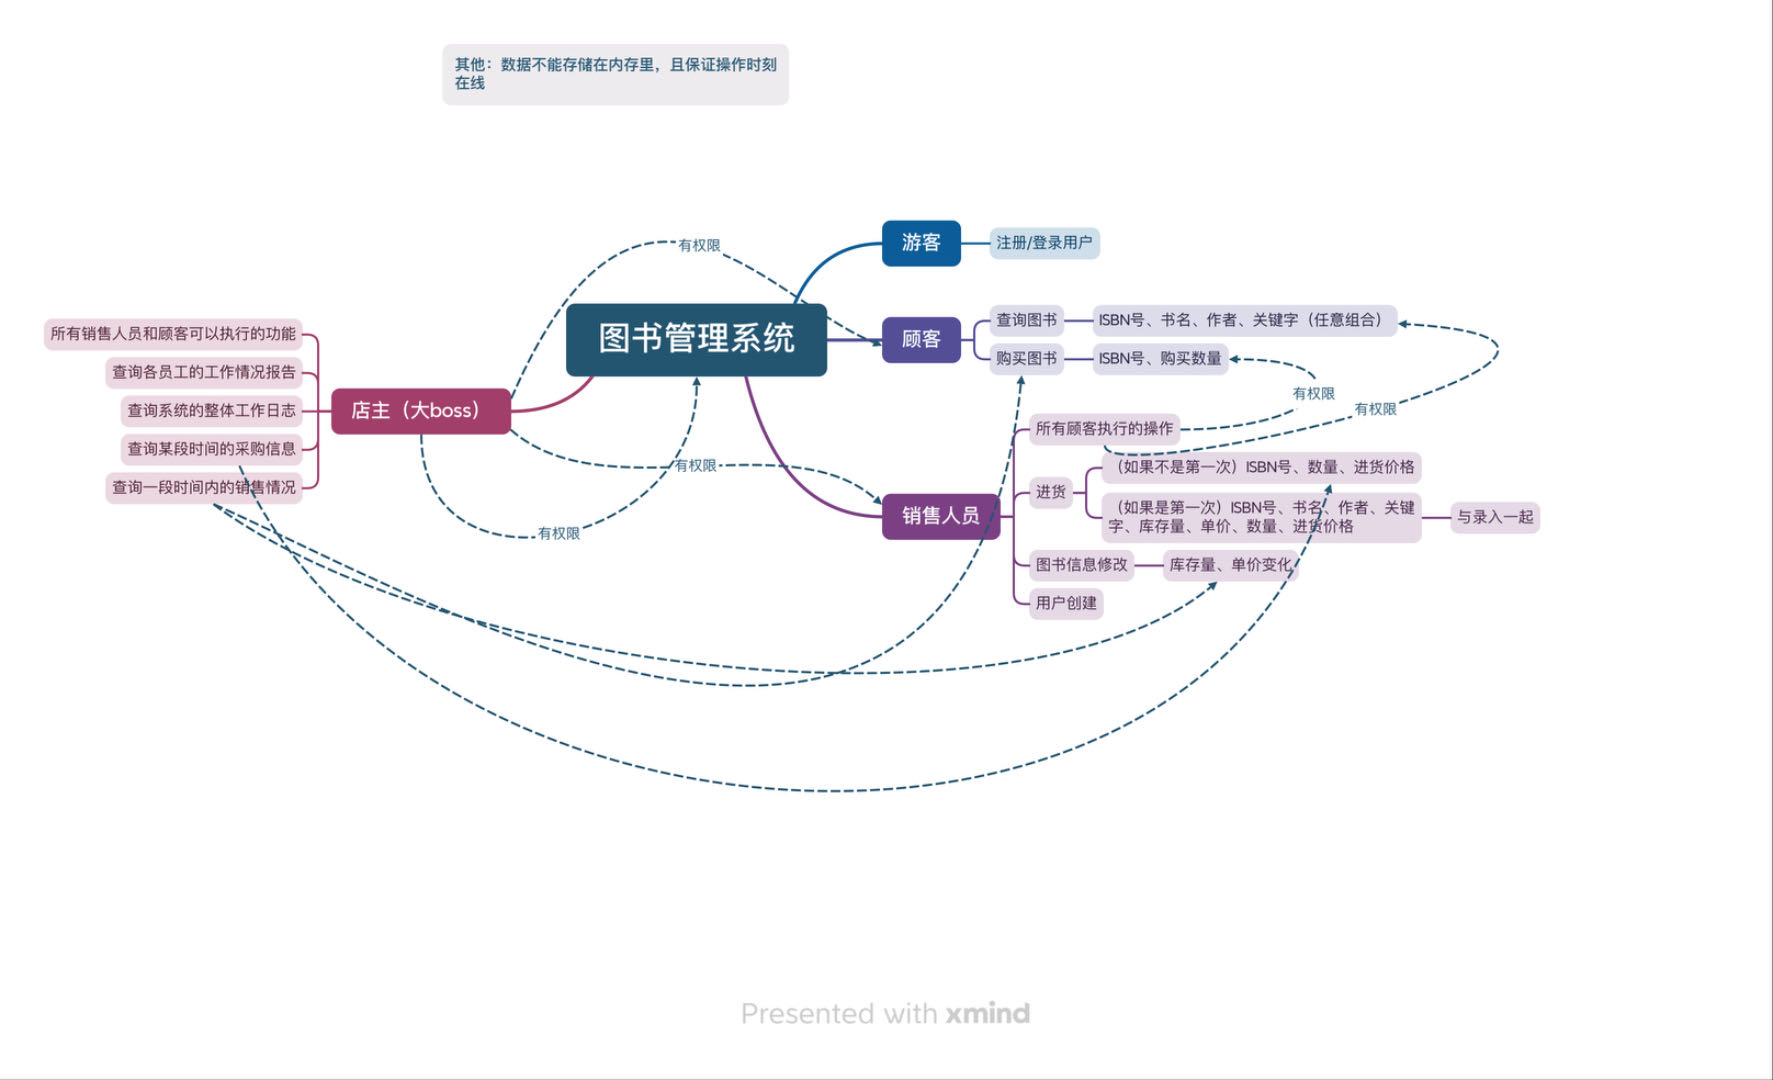 其他：数据不能存储在内存里，且保证操作时刻
在线
图书管理系统
游客
注册/登录用户
顾客
查询图书
ISBN号、书名、作者、关键字（任意组合）
购买图书
ISBN号、购买数量
销售人员
所有顾客执行的操作
进货
（如果不是第一次）ISBN号、数量、进货价格
（如果是第一次）ISBN号、书名、作者、关键
字、库存量、单价、数量、进货价格
与录入一起
图书信息修改
库存量、单价变化
用户创建
店主（大boss）
所有销售人员和顾客可以执行的功能
查询各员工的工作情况报告
查询系统的整体工作日志
查询某段时间的采购信息
查询一段时间内的销售情况
有权限
有权限
有权限
有权限
有权限
Presented with xmind